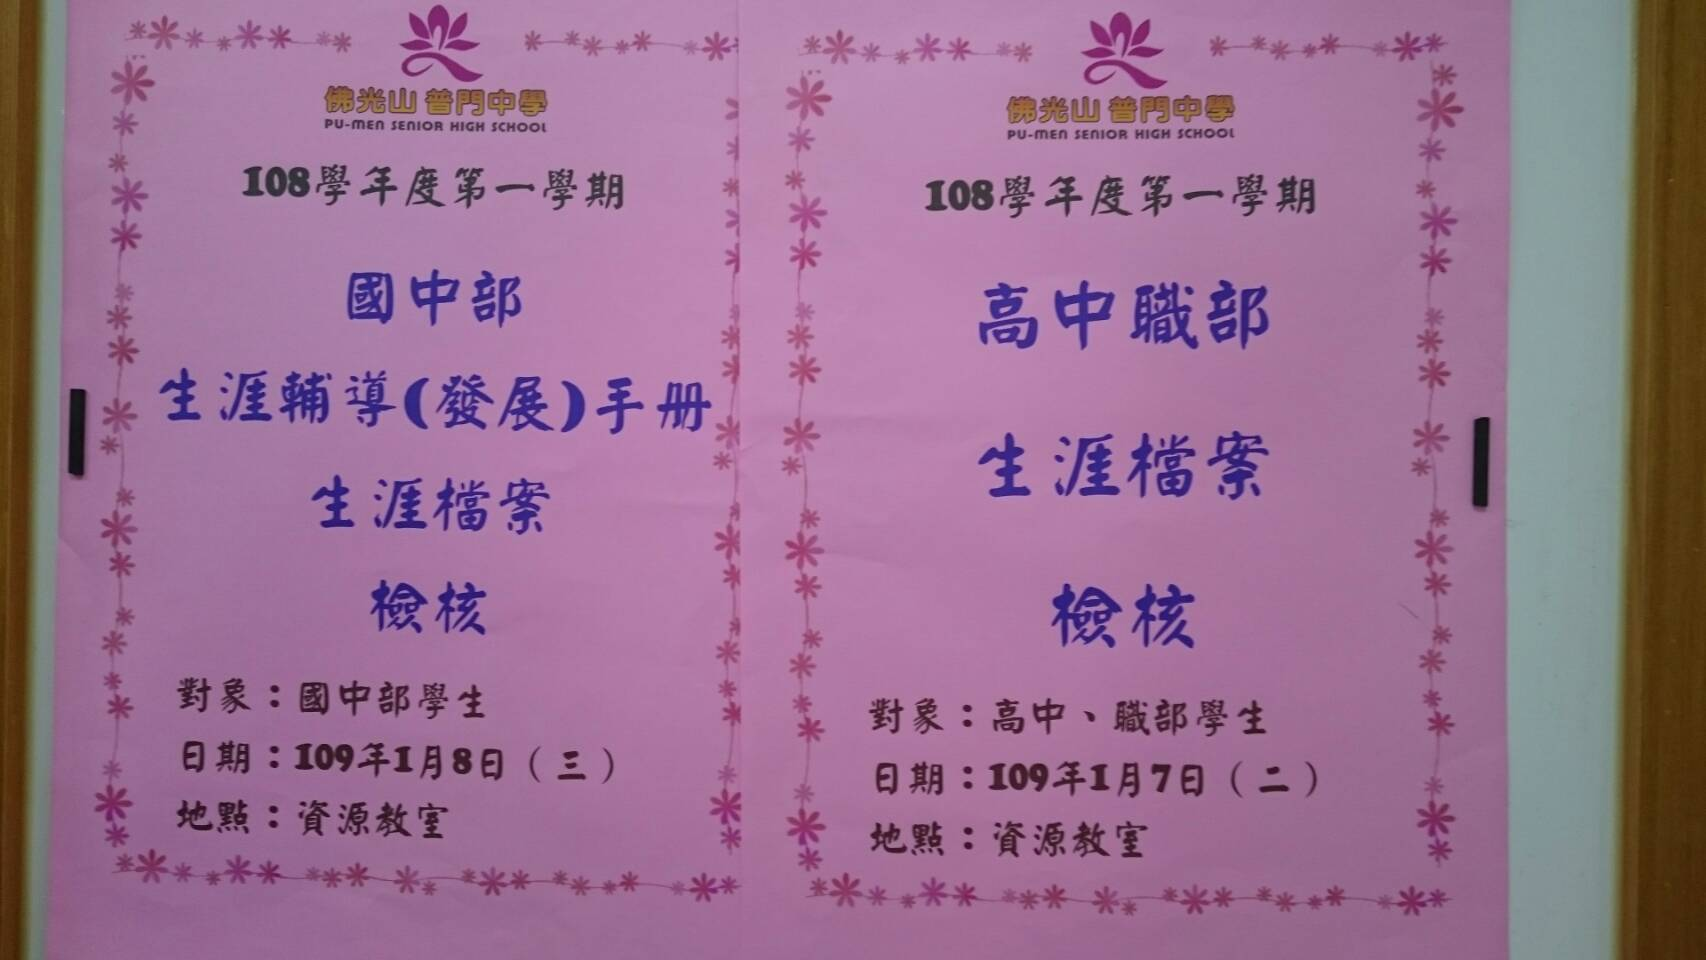 佛光山 普門中學
PU-MEN SENIOR HIGH SCHOOL
108學年度第一學期
國中部
生涯輔導(發展)手册
生涯檔案
檢核
對象：國中部學生
日期：109年1月8日（三）
地點：資源教室
佛光山 普門中學
PU-MEN SENIOR HIGH SCHOOL
108學年度第一學期
高中職部
生涯檔案
檢核
對象：高中、職部學生
日期：109年1月7日（二）
地點：資源教室